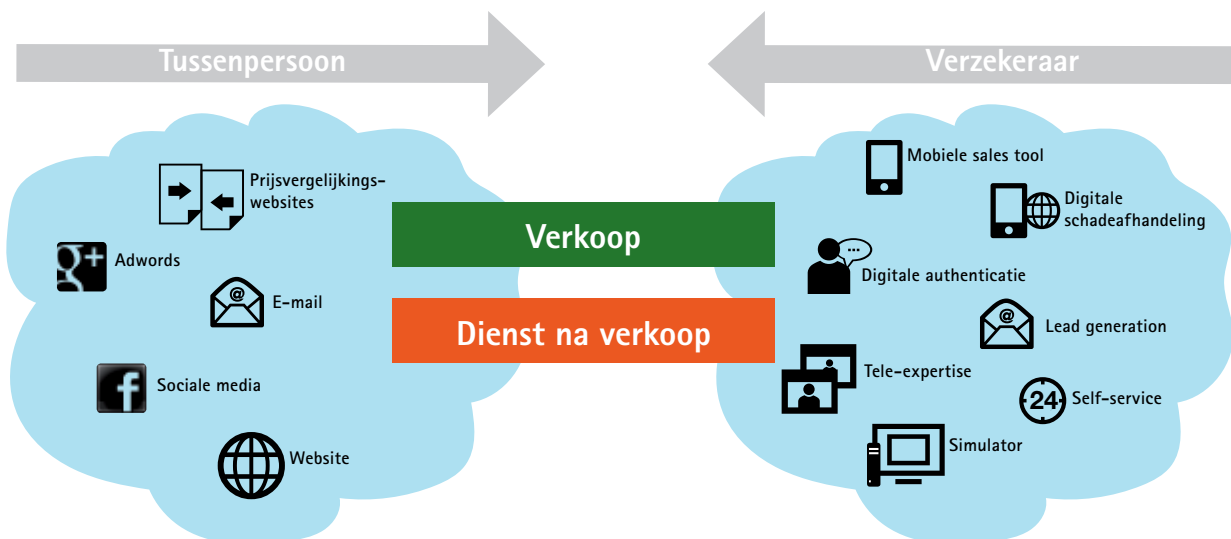 Tussenpersoon
Verzekeraar
Prijsvergelijkings-
websites
g+
Adwords
@
E-mail
f
Sociale media
Website
Verkoop
Dienst na verkoop
Mobiele sales tool
Digitale
schadeafhandeling
...
Digitale authenticatie
@
Lead generation
Tele-expertise
24
Self-service
Simulator